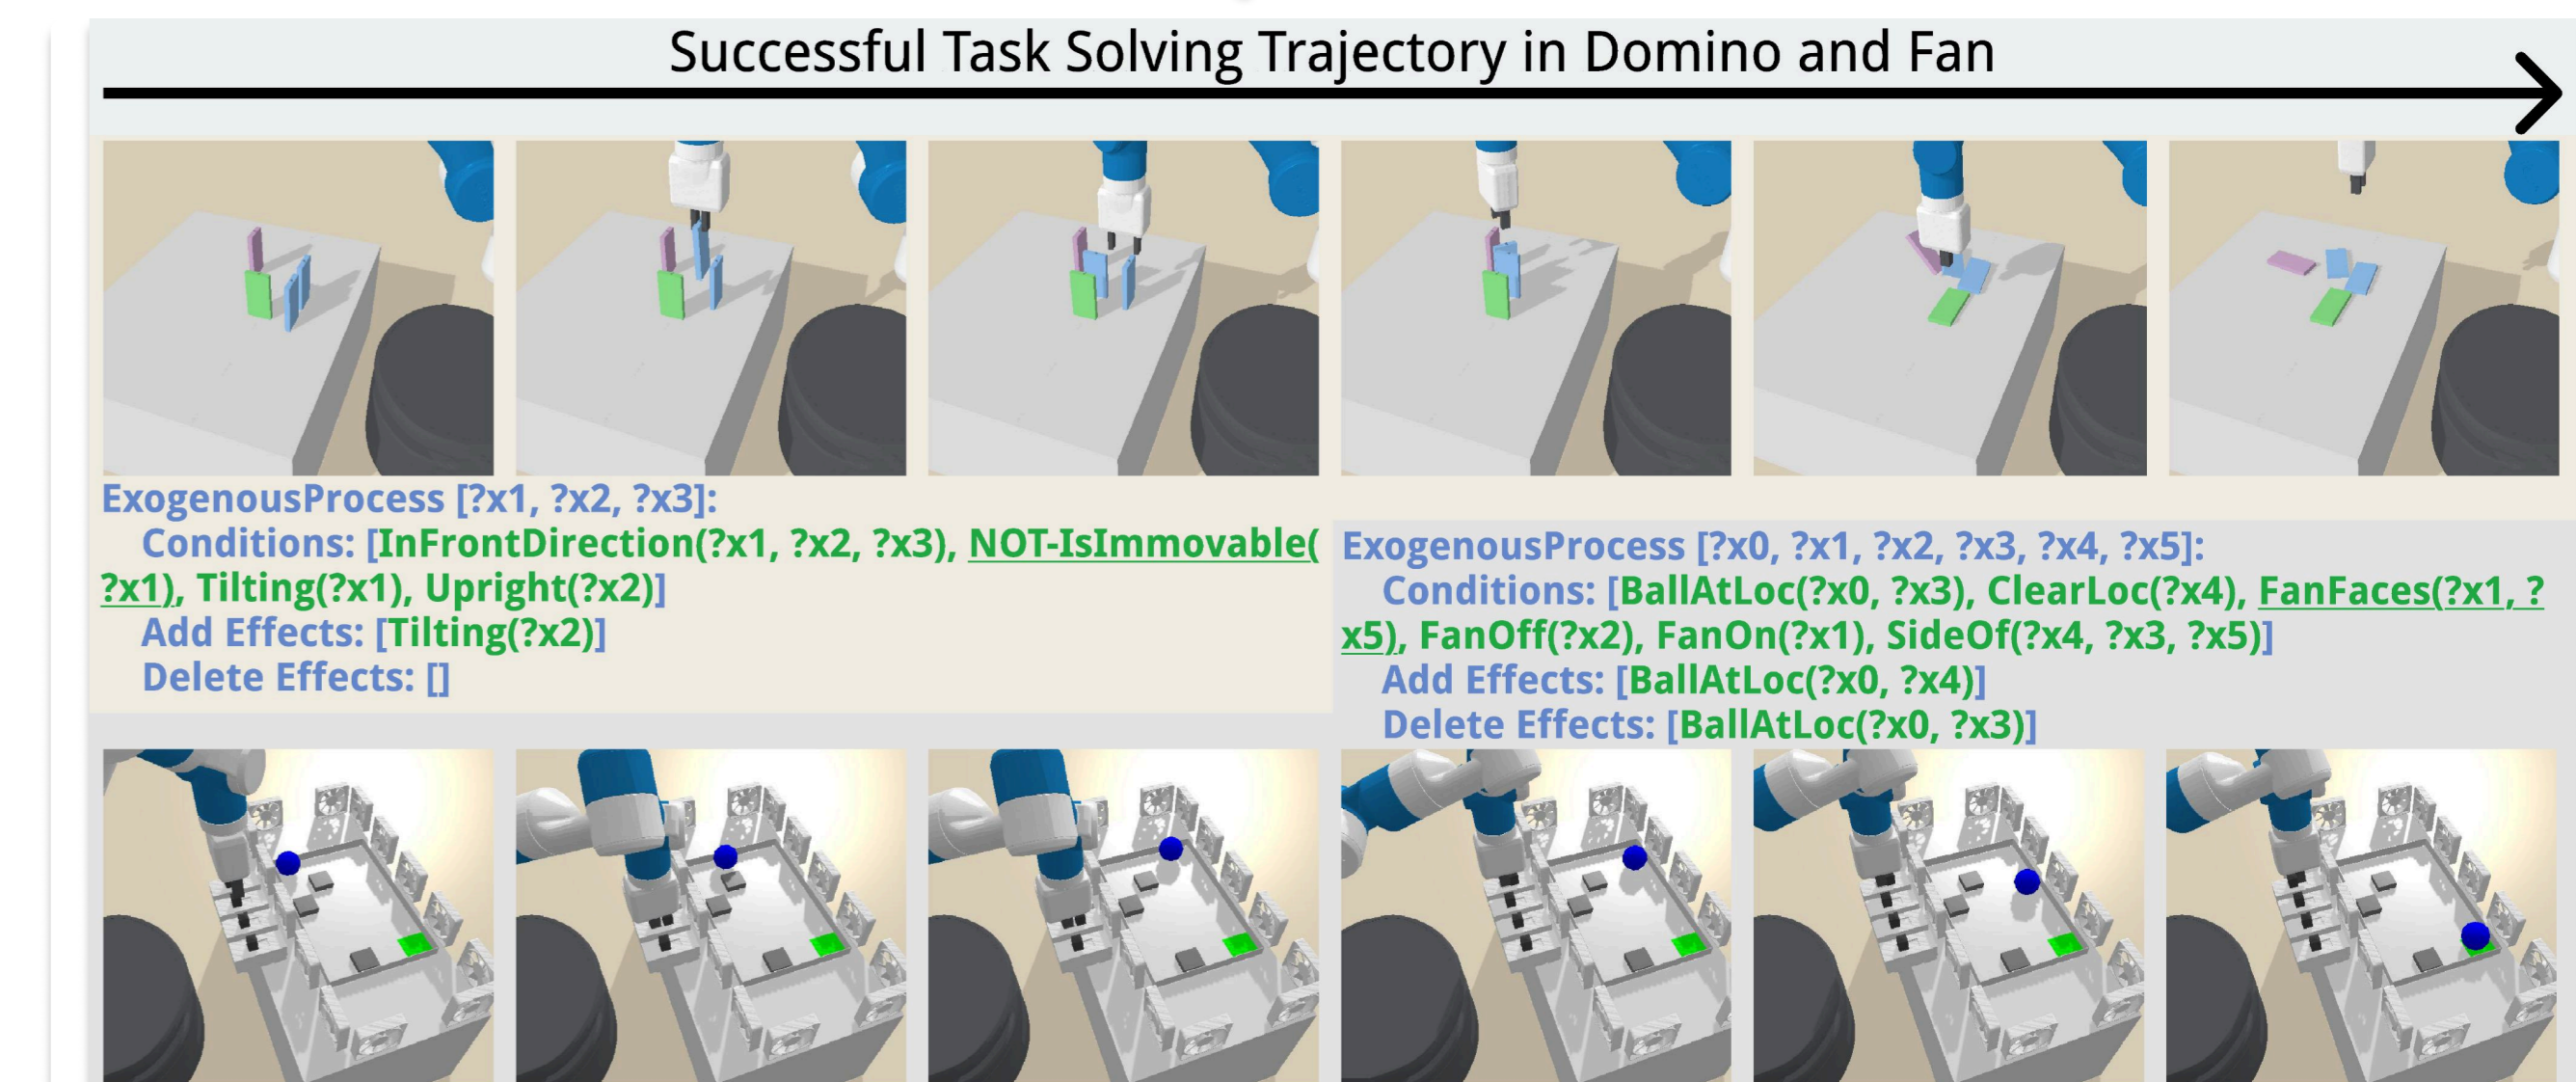 Successful Task Solving Trajectory in Domino and Fan
ExogenousProcess [?x1, ?x2, ?x3]:
Conditions: [InFrontDirection(?x1, ?x2, ?x3), NOT-IsImmovable(
?x1), Tilting(?x1), Upright(?x2)]
Add Effects: [Tilting(?x2)]
Delete Effects: []
ExogenousProcess [?x0, ?x1, ?x2, ?x3, ?x4, ?x5]:
Conditions: [BallAtLoc(?x0, ?x3), ClearLoc(?x4), FanFaces(?x1, ?
x5), FanOff(?x2), FanOn(?x1), SideOf(?x4, ?x3, ?x5)]
Add Effects: [BallAtLoc(?x0, ?x4)]
Delete Effects: [BallAtLoc(?x0, ?x3)]